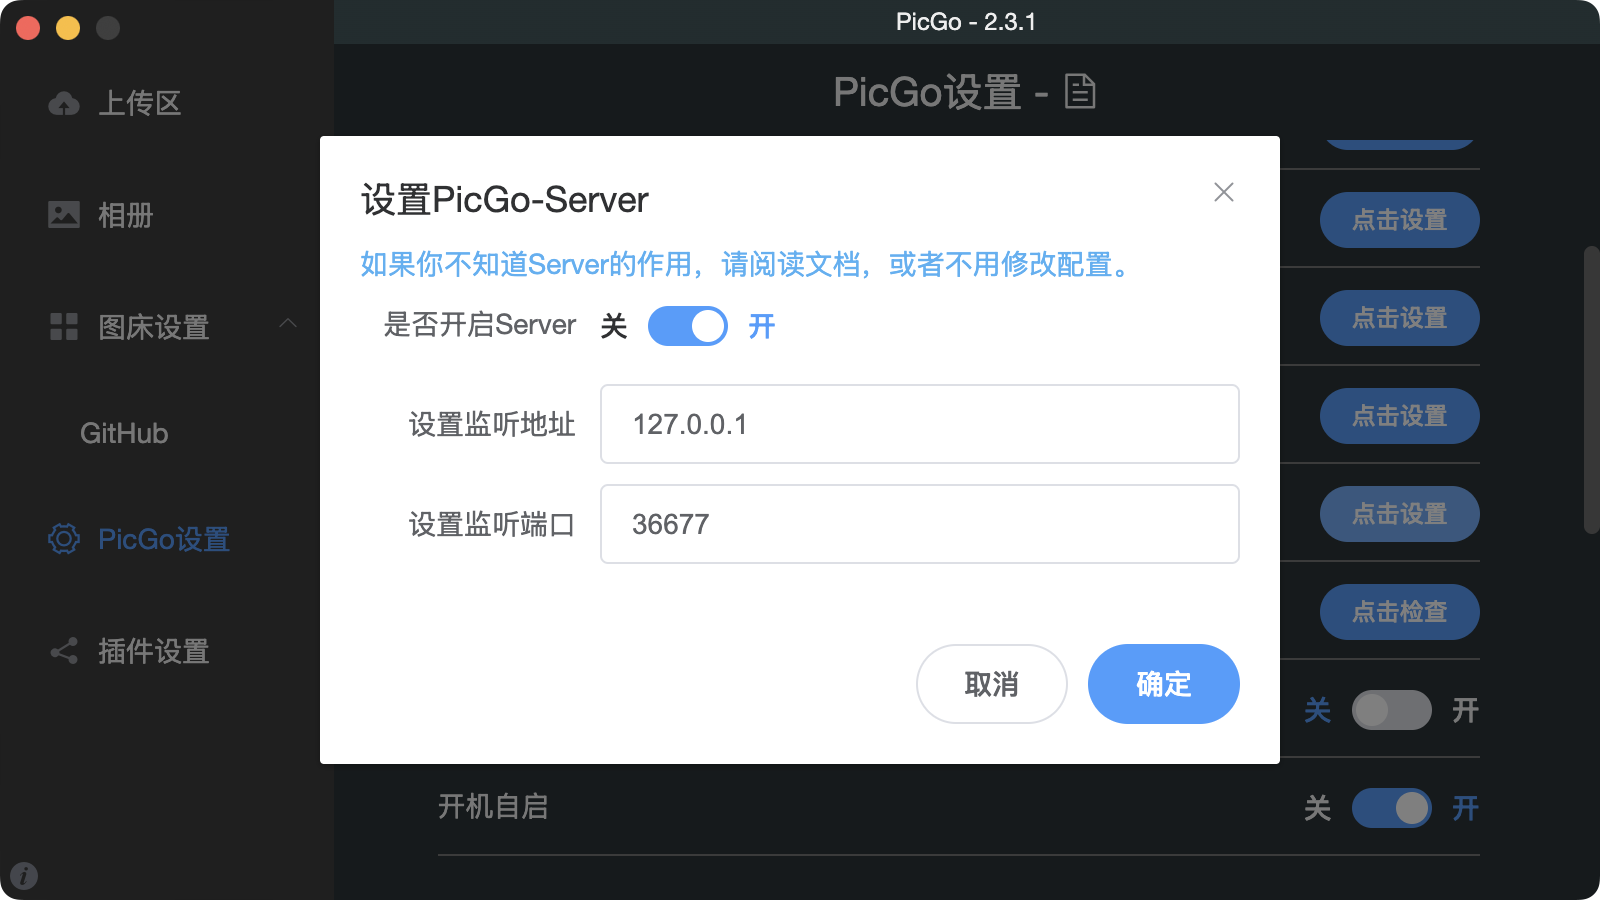 PicGo - 2.3.1
上传区
相册
图床设置
GitHub
PicGo设置
插件设置
PicGo设置 -
点击设置
点击设置
点击设置
点击设置
点击检查
关 开
开机自启 关 开
设置PicGo-Server
如果你不知道Server的作用，请阅读文档，或者不用修改配置。
是否开启Server 关 开
设置监听地址 127.0.0.1
设置监听端口 36677
取消 确定